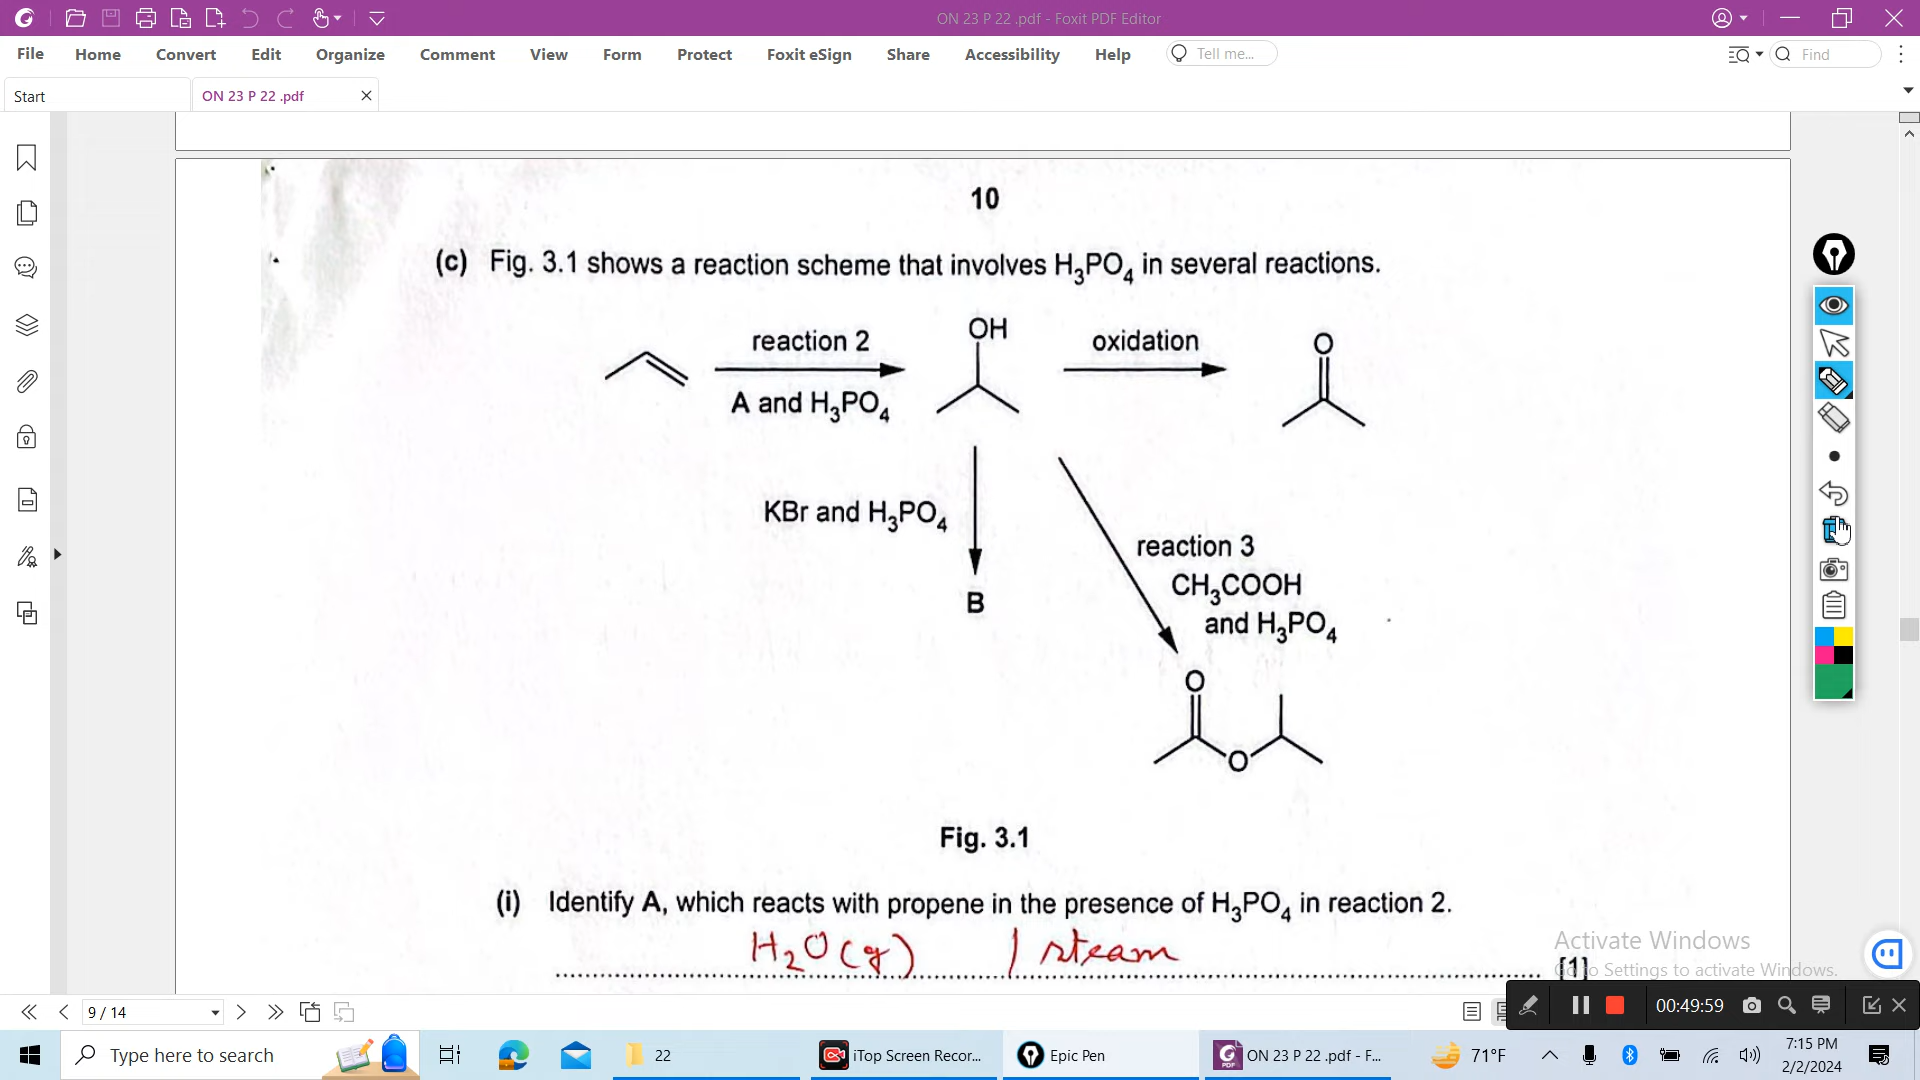 ON 23 P 22 .pdf - Foxit PDF Editor
File Home Convert Edit Organize Comment View Form Protect Foxit eSign Share Accessibility Help Tell me... Find
Start
ON 23 P 22 .pdf
10
(c) Fig. 3.1 shows a reaction scheme that involves H₃PO₄ in several reactions.
reaction 2
A and H₃PO₄
OH
oxidation
O
KBr and H₃PO₄
B
reaction 3
CH₃COOH
and H₃PO₄
O
O
Fig. 3.1
(i) Identify A, which reacts with propene in the presence of H₃PO₄ in reaction 2.
H₂O(g) / steam
[1]
Activate Windows
Go to Settings to activate Windows.
9 / 14
00:49:59
Type here to search
22
iTop Screen Recor...
Epic Pen
ON 23 P 22 .pdf - F...
71°F
7:15 PM
2/2/2024